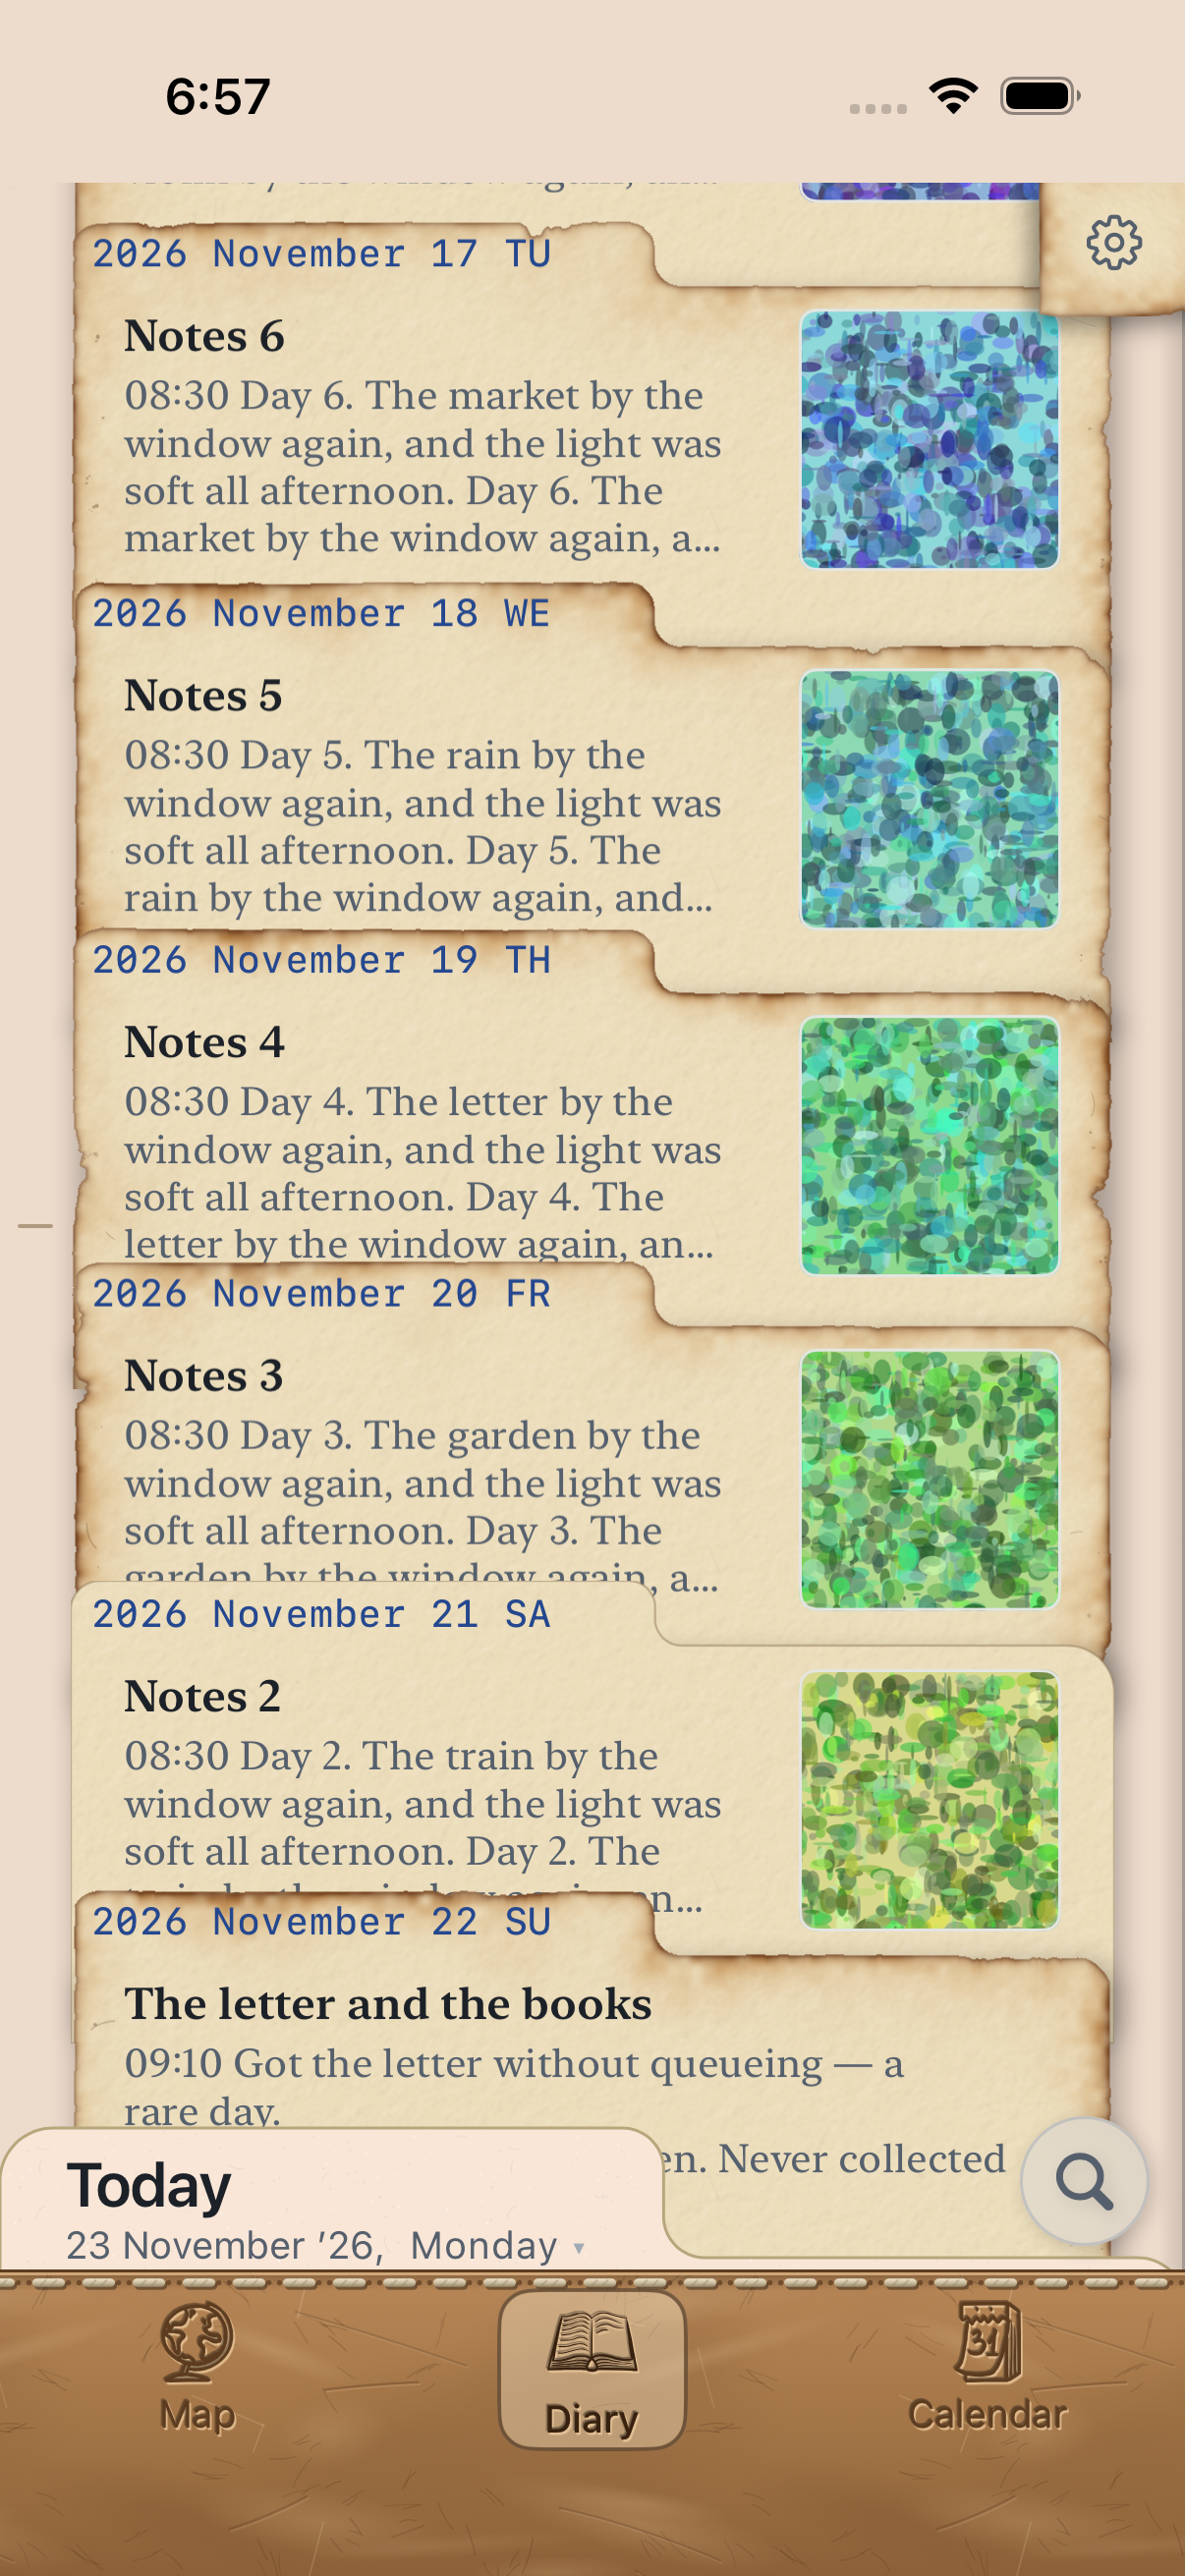 6:57
2026 November 17 TU
Notes 6
08:30 Day 6. The market by the
window again, and the light was
soft all afternoon. Day 6. The
market by the window again, a...
2026 November 18 WE
Notes 5
08:30 Day 5. The rain by the
window again, and the light was
soft all afternoon. Day 5. The
rain by the window again, and...
2026 November 19 TH
Notes 4
08:30 Day 4. The letter by the
window again, and the light was
soft all afternoon. Day 4. The
letter by the window again, an...
2026 November 20 FR
Notes 3
08:30 Day 3. The garden by the
window again, and the light was
soft all afternoon. Day 3. The
garden by the window again, a...
2026 November 21 SA
Notes 2
08:30 Day 2. The train by the
window again, and the light was
soft all afternoon. Day 2. The
2026 November 22 SU
The letter and the books
09:10 Got the letter without queueing — a
rare day.
Never collected
Today
23 November ’26, Monday
Map
31
Diary
Calendar